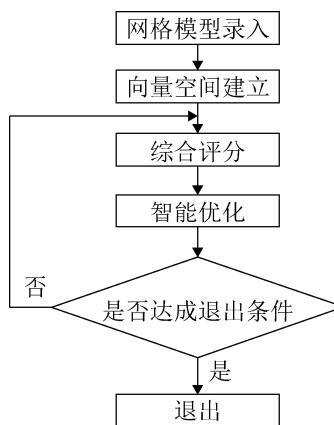 网格模型录入
向量空间建立
综合评分
智能优化
是否达成退出条件
否
是
退出